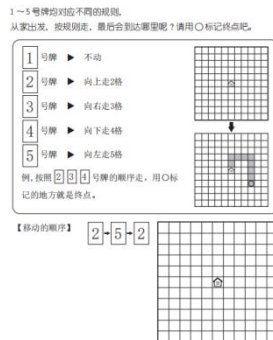 1～5号牌均对应不同的规则。
从家出发，按规则走，最后会到达哪里呢？请用〇标记终点吧。
1 号牌 ▶ 不动
2 号牌 ▶ 向上走2格
3 号牌 ▶ 向右走3格
4 号牌 ▶ 向下走4格
5 号牌 ▶ 向左走5格
例，按照 2 3 4 号牌的顺序走，用〇标
记的地方就是终点。
【移动的顺序】 2 - 5 - 2